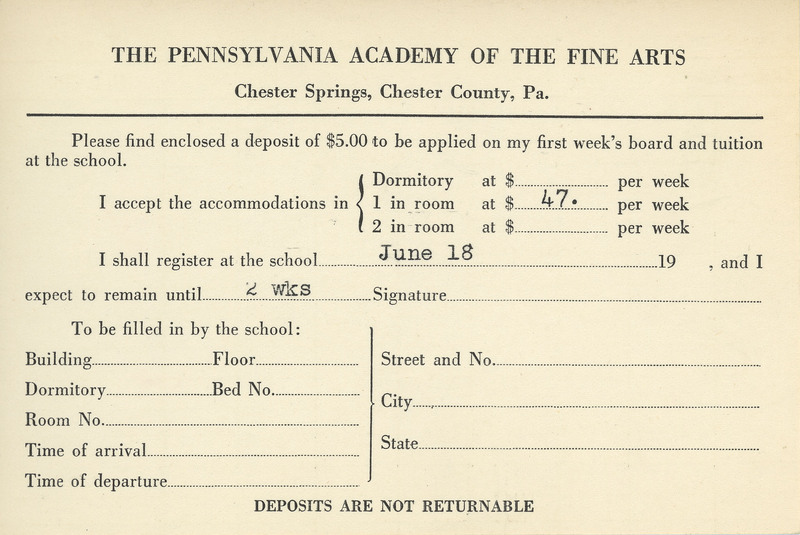 THE PENNSYLVANIA ACADEMY OF THE FINE ARTS
Chester Springs, Chester County, Pa.
Please find enclosed a deposit of $5.00 to be applied on my first week's board and tuition
at the school.
Dormitory at $ per week
I accept the accommodations in 1 in room at $ 47. per week
2 in room at $ per week
I shall register at the school June 18 19 , and I
expect to remain until 2 wks Signature
To be filled in by the school:
Building Floor
Street and No.
Dormitory Bed No.
City
Room No.
State
Time of arrival
Time of departure
DEPOSITS ARE NOT RETURNABLE